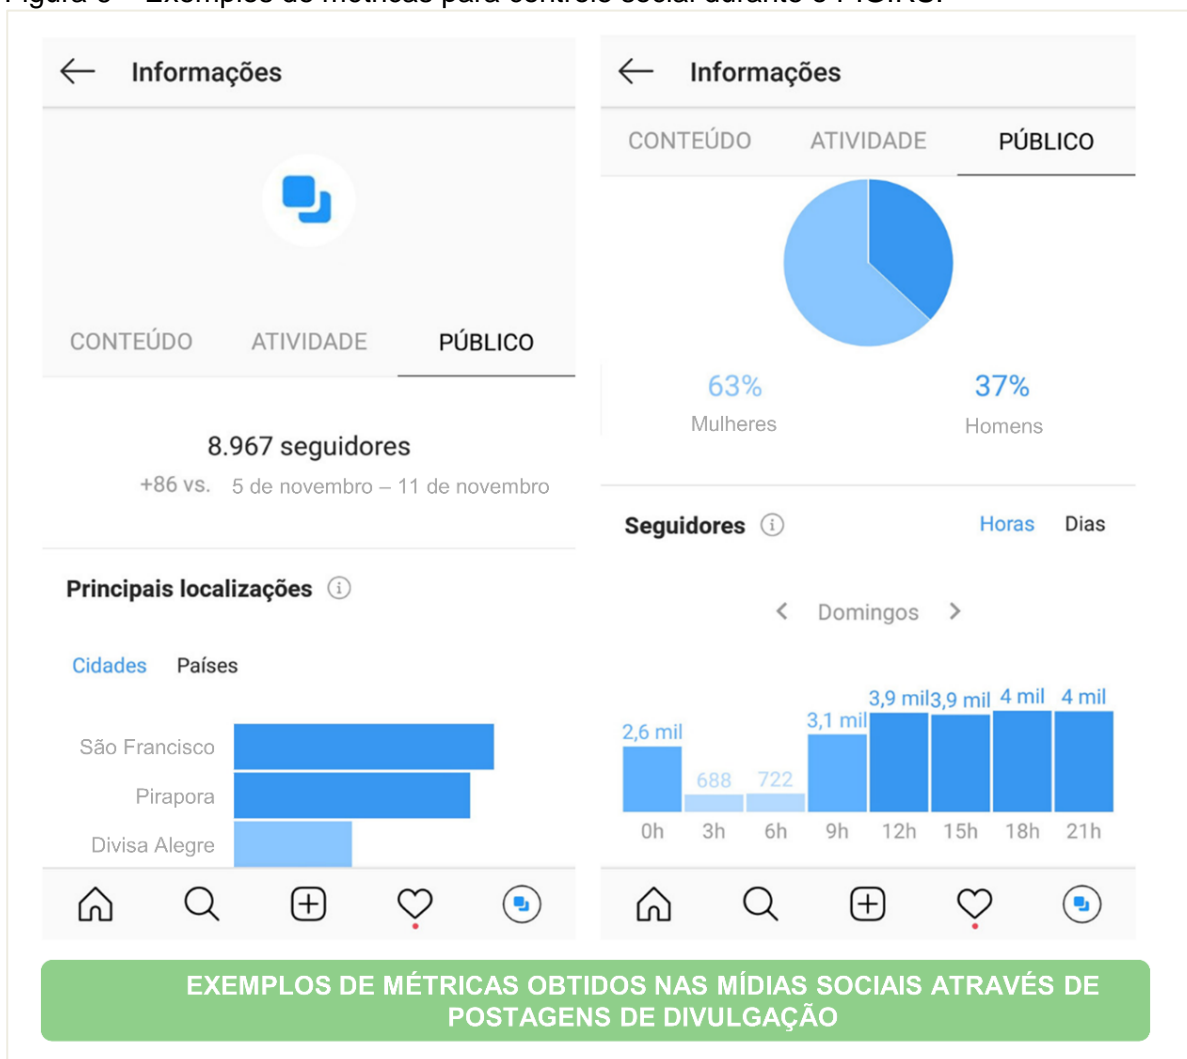 Informações
CONTEÚDO ATIVIDADE PÚBLICO
8.967 seguidores
+86 vs. 5 de novembro – 11 de novembro
Principais localizações
Cidades Países
São Francisco
Pirapora
Divisa Alegre
Informações
CONTEÚDO ATIVIDADE PÚBLICO
63% 37%
Mulheres Homens
Seguidores Horas Dias
Domingos
2,6 mil 688 722 3,1 mil 3,9 mil 3,9 mil 4 mil 4 mil
0h 3h 6h 9h 12h 15h 18h 21h
EXEMPLOS DE MÉTRICAS OBTIDOS NAS MÍDIAS SOCIAIS ATRAVÉS DE
POSTAGENS DE DIVULGAÇÃO